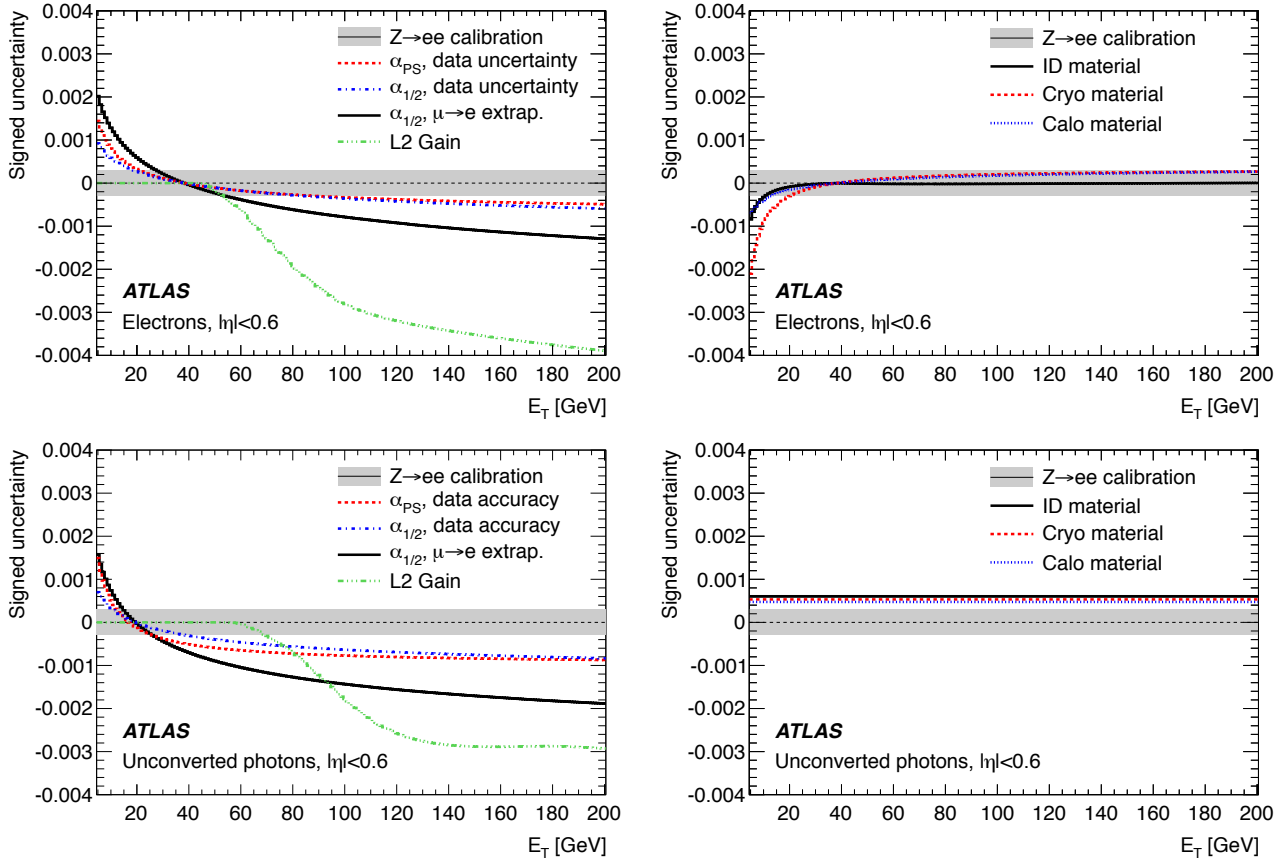 Signed uncertainty
0.004
0.003
0.002
0.001
0
-0.001
-0.002
-0.003
-0.004
Z→ee calibration
α_PS, data uncertainty
α_1/2, data uncertainty
α_1/2, μ→e extrap.
L2 Gain
ATLAS
Electrons, |η|<0.6
20 40 60 80 100 120 140 160 180 200
E_T [GeV]
Signed uncertainty
0.004
0.003
0.002
0.001
0
-0.001
-0.002
-0.003
-0.004
Z→ee calibration
ID material
Cryo material
Calo material
ATLAS
Electrons, |η|<0.6
20 40 60 80 100 120 140 160 180 200
E_T [GeV]
Signed uncertainty
0.004
0.003
0.002
0.001
0
-0.001
-0.002
-0.003
-0.004
Z→ee calibration
α_PS, data accuracy
α_1/2, data accuracy
α_1/2, μ→e extrap.
L2 Gain
ATLAS
Unconverted photons, |η|<0.6
20 40 60 80 100 120 140 160 180 200
E_T [GeV]
Signed uncertainty
0.004
0.003
0.002
0.001
0
-0.001
-0.002
-0.003
-0.004
Z→ee calibration
ID material
Cryo material
Calo material
ATLAS
Unconverted photons, |η|<0.6
20 40 60 80 100 120 140 160 180 200
E_T [GeV]